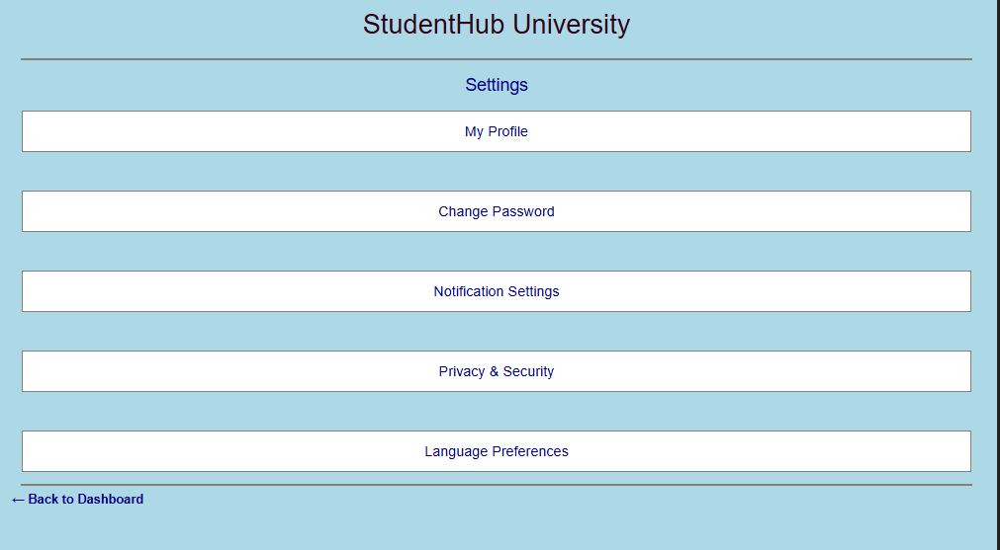 StudentHub University
Settings
My Profile
Change Password
Notification Settings
Privacy & Security
Language Preferences
← Back to Dashboard